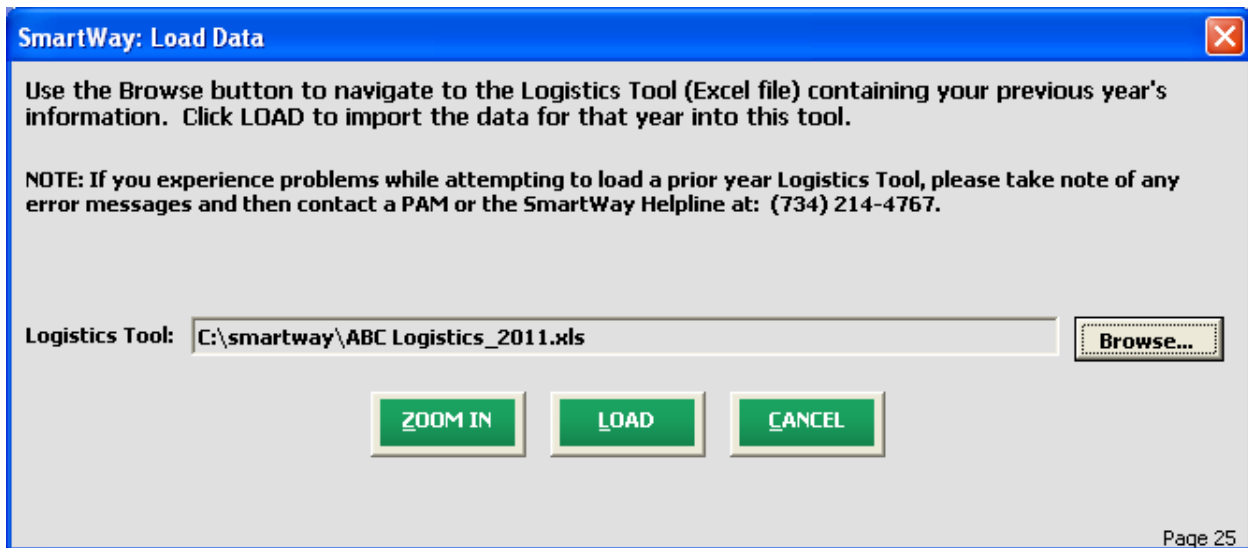 SmartWay: Load Data
Use the Browse button to navigate to the Logistics Tool (Excel file) containing your previous year's
information.  Click LOAD to import the data for that year into this tool.
NOTE: If you experience problems while attempting to load a prior year Logistics Tool, please take note of any
error messages and then contact a PAM or the SmartWay Helpline at:  (734) 214-4767.
Logistics Tool: C:\smartway\ABC Logistics_2011.xls Browse...
ZOOM IN LOAD CANCEL
Page 25